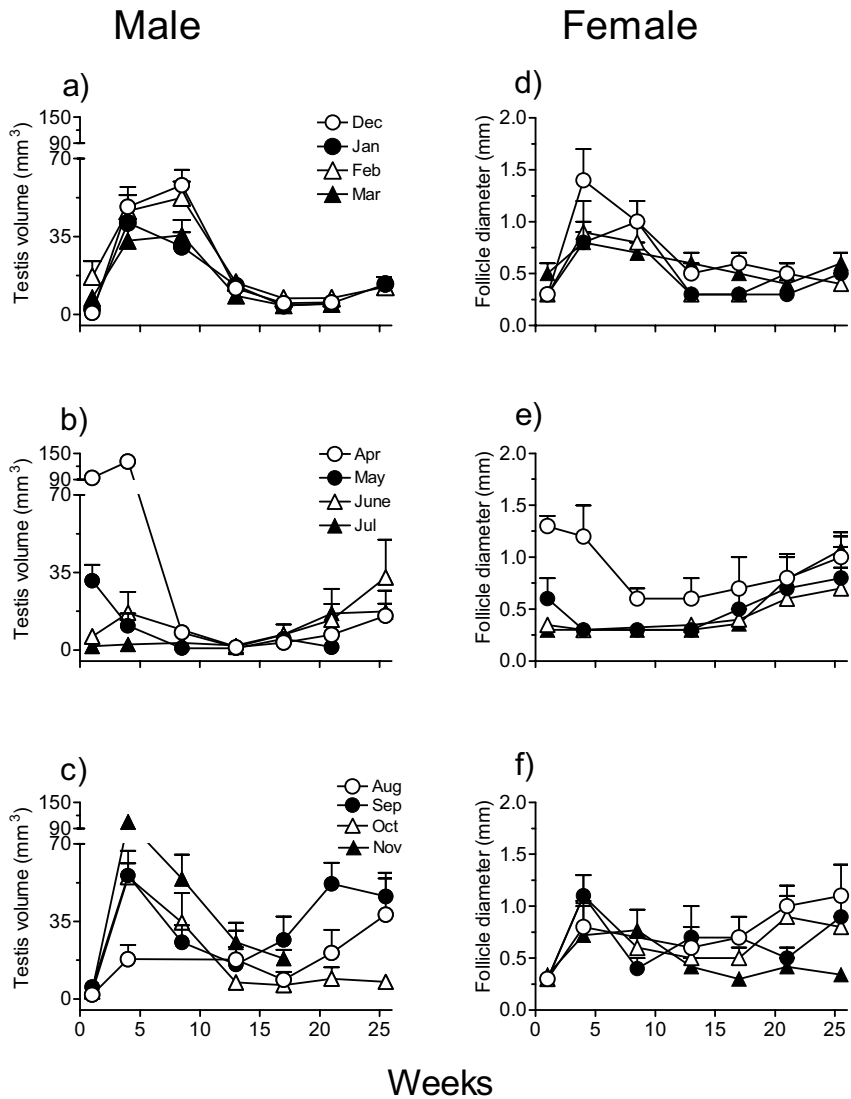 Male
Female
a)
d)
Testis volume (mm³)
150
90
70
35
0
Dec
Jan
Feb
Mar
Follicle diameter (mm)
2.0
1.5
1.0
0.5
0.0
b)
e)
Testis volume (mm³)
150
90
70
35
0
Apr
May
June
Jul
Follicle diameter (mm)
2.0
1.5
1.0
0.5
0.0
c)
f)
Testis volume (mm³)
150
90
70
35
0
Aug
Sep
Oct
Nov
Follicle diameter (mm)
2.0
1.5
1.0
0.5
0.0
0 5 10 15 20 25
0 5 10 15 20 25
Weeks